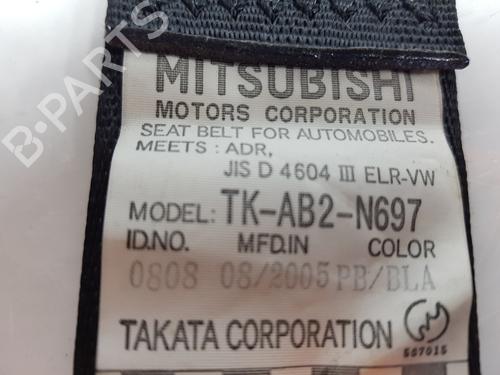 MITSUBISHI
MOTORS CORPORATION
SEAT BELT FOR AUTOMOBILES.
MEETS : ADR,
JIS D 4604 III ELR-VW
MODEL: TK-AB2-N697
ID.NO. MFD.IN COLOR
0808 08/2005 PB/BLA
TAKATA CORPORATION
507015
B-PARTS